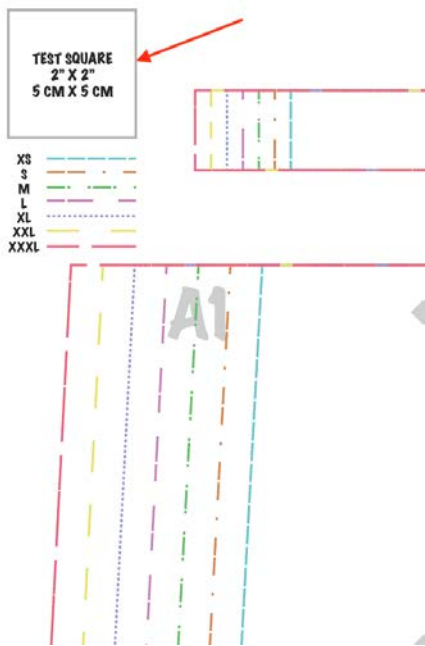 TEST SQUARE
2" X 2"
5 CM X 5 CM
XS
S
M
L
XL
XXL
XXXL
A1